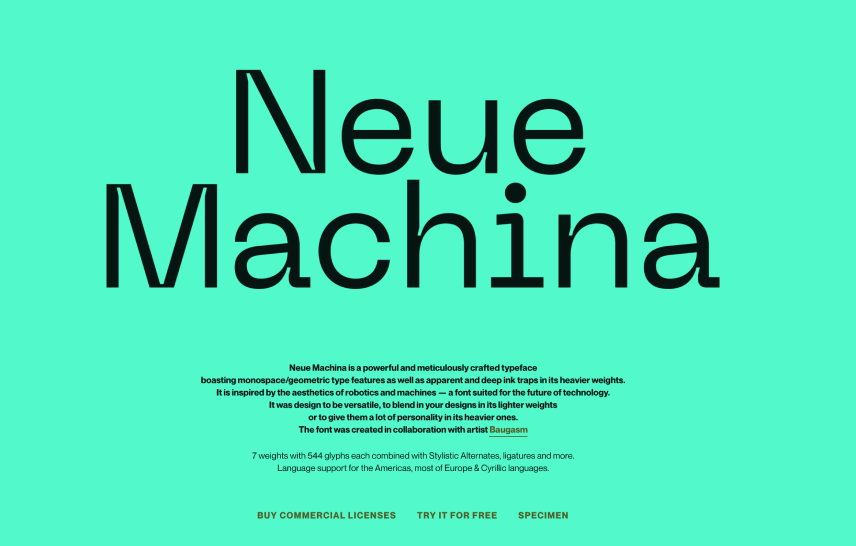 Neue
Machina
Neue Machina is a powerful and meticulously crafted typeface
boasting monospace/geometric type features as well as apparent and deep ink traps in its heavier weights.
It is inspired by the aesthetics of robotics and machines — a font suited for the future of technology.
It was design to be versatile, to blend in your designs in its lighter weights
or to give them a lot of personality in its heavier ones.
The font was created in collaboration with artist Baugasm
7 weights with 544 glyphs each combined with Stylistic Alternates, ligatures and more.
Language support for the Americas, most of Europe & Cyrillic languages.
BUY COMMERCIAL LICENSES TRY IT FOR FREE SPECIMEN